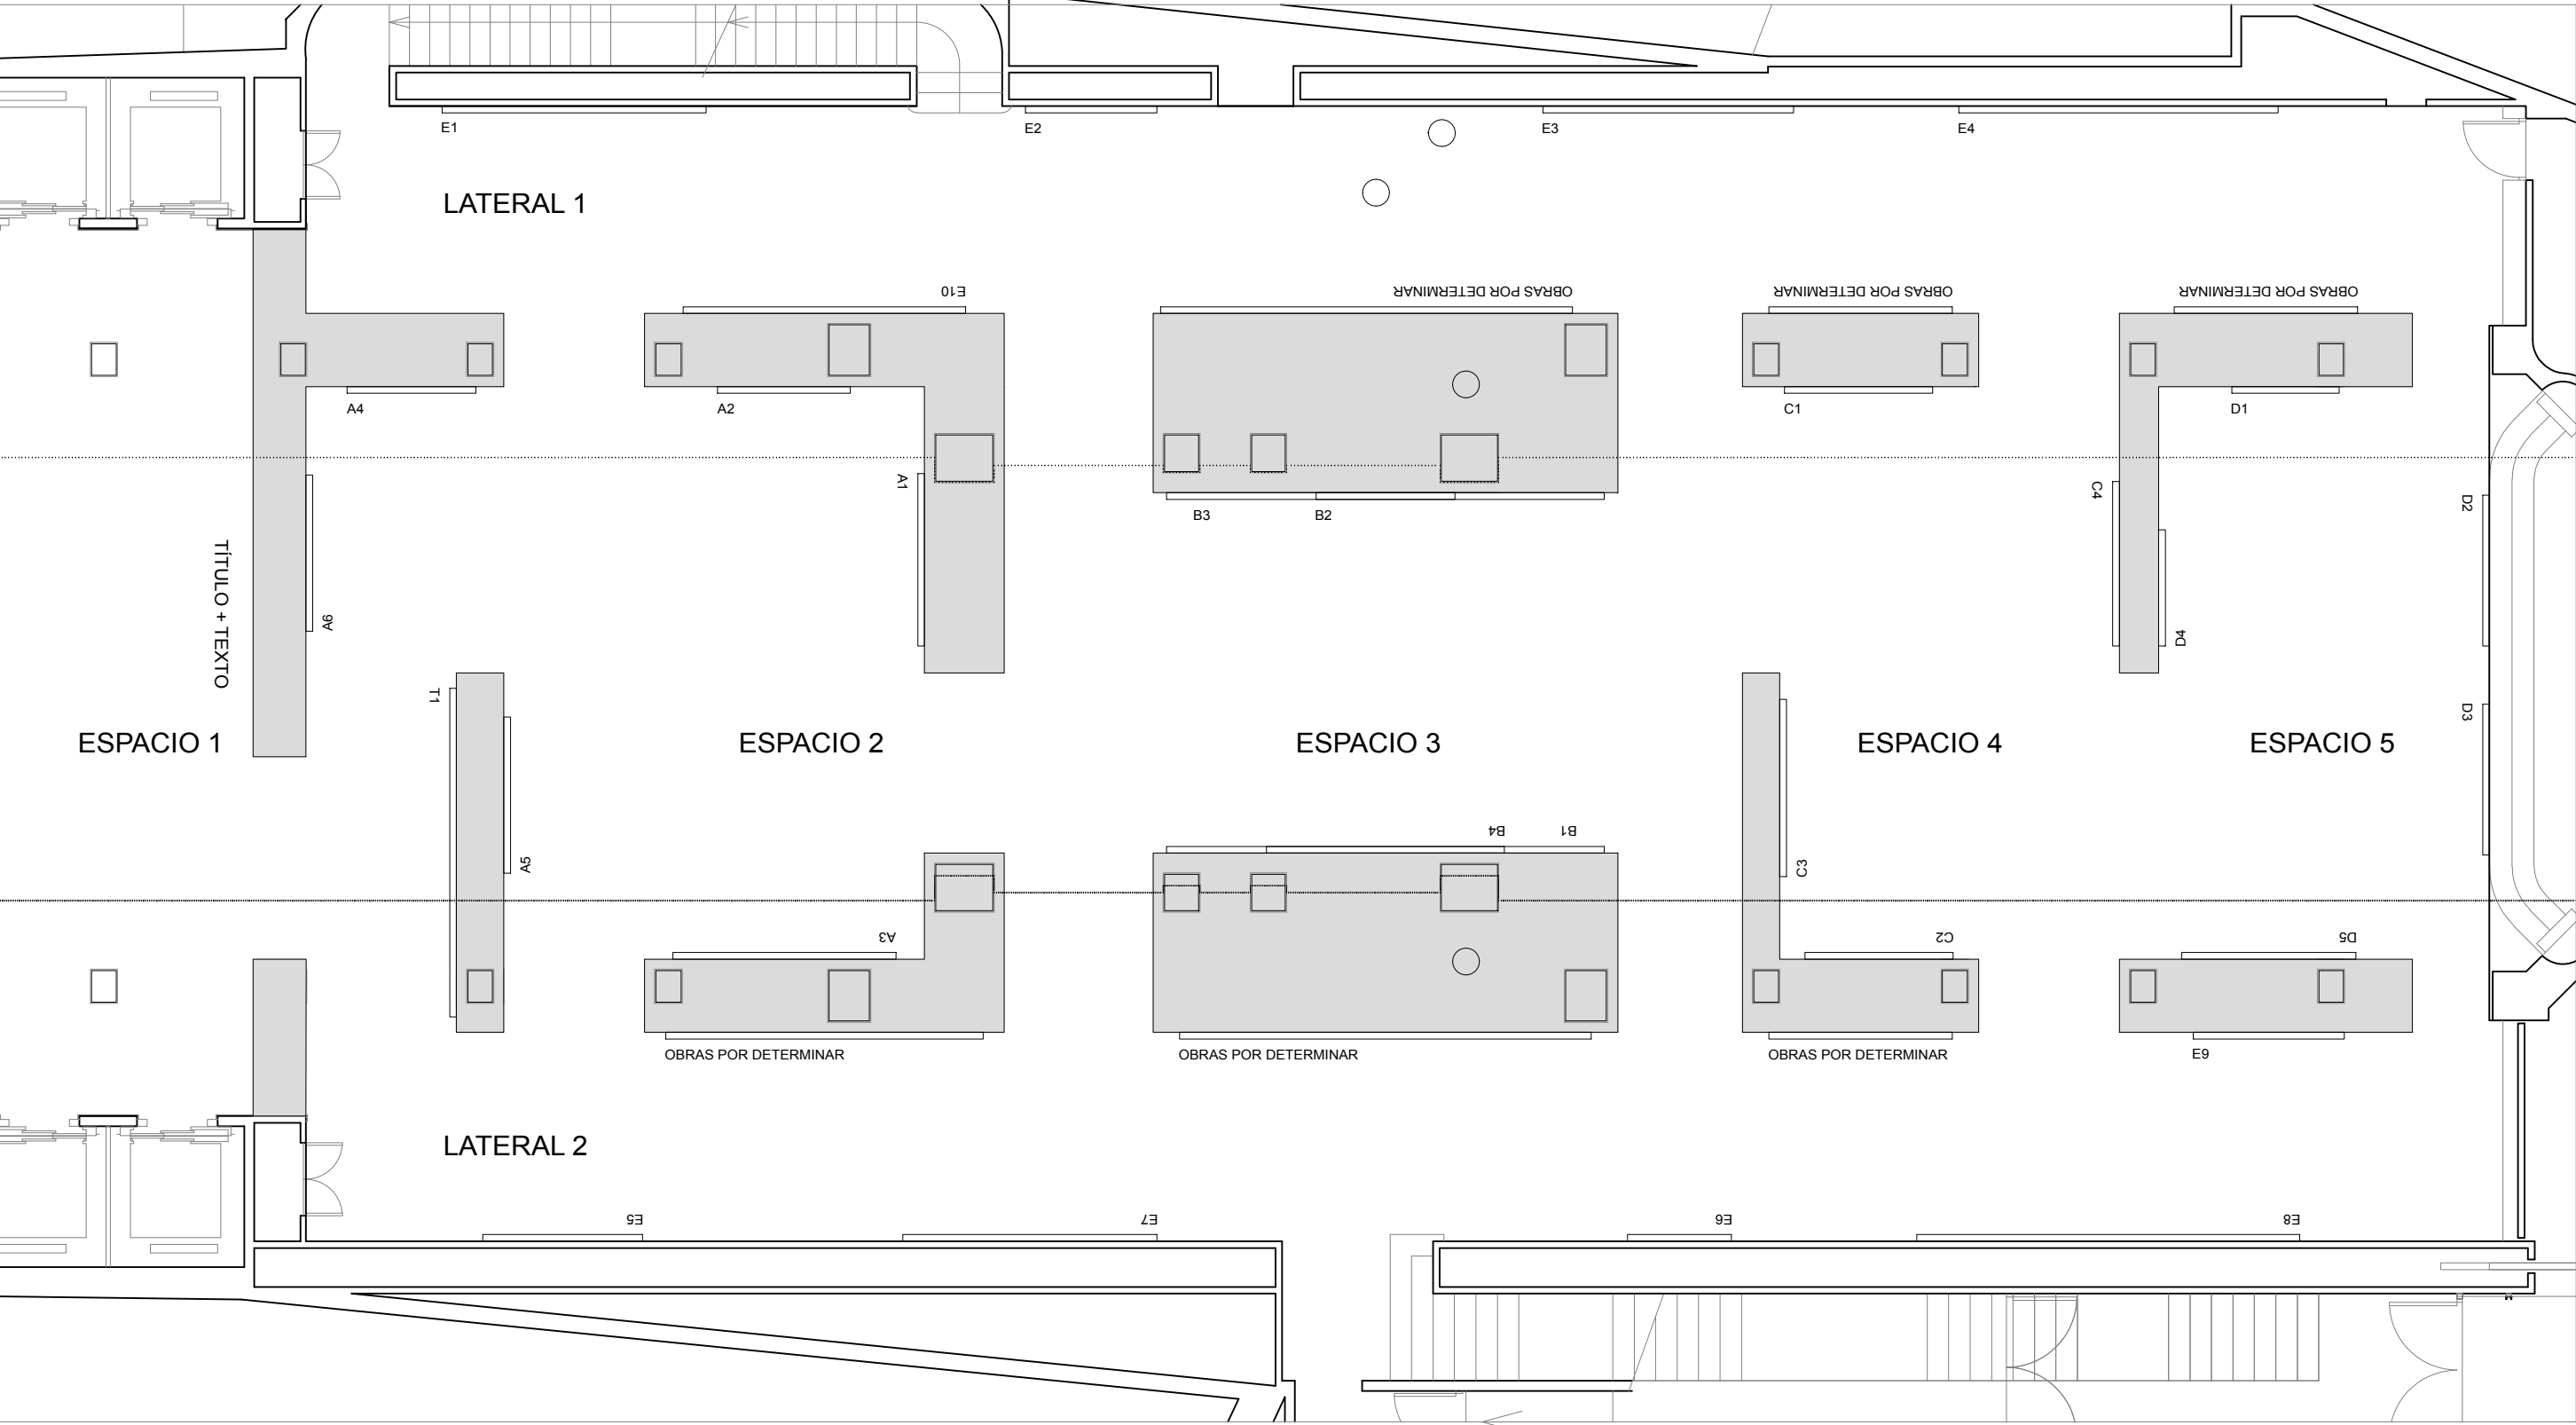 E1
E2
E3
E4
LATERAL 1
E10
OBRAS POR DETERMINAR
OBRAS POR DETERMINAR
OBRAS POR DETERMINAR
A4
A2
C1
D1
A1
C4
D2
B3
B2
TÍTULO + TEXTO
A6
D4
T1
D3
ESPACIO 1
ESPACIO 2
ESPACIO 3
ESPACIO 4
ESPACIO 5
B4
B1
A5
C3
A3
C2
D5
OBRAS POR DETERMINAR
OBRAS POR DETERMINAR
OBRAS POR DETERMINAR
E9
LATERAL 2
E5
E7
E6
E8